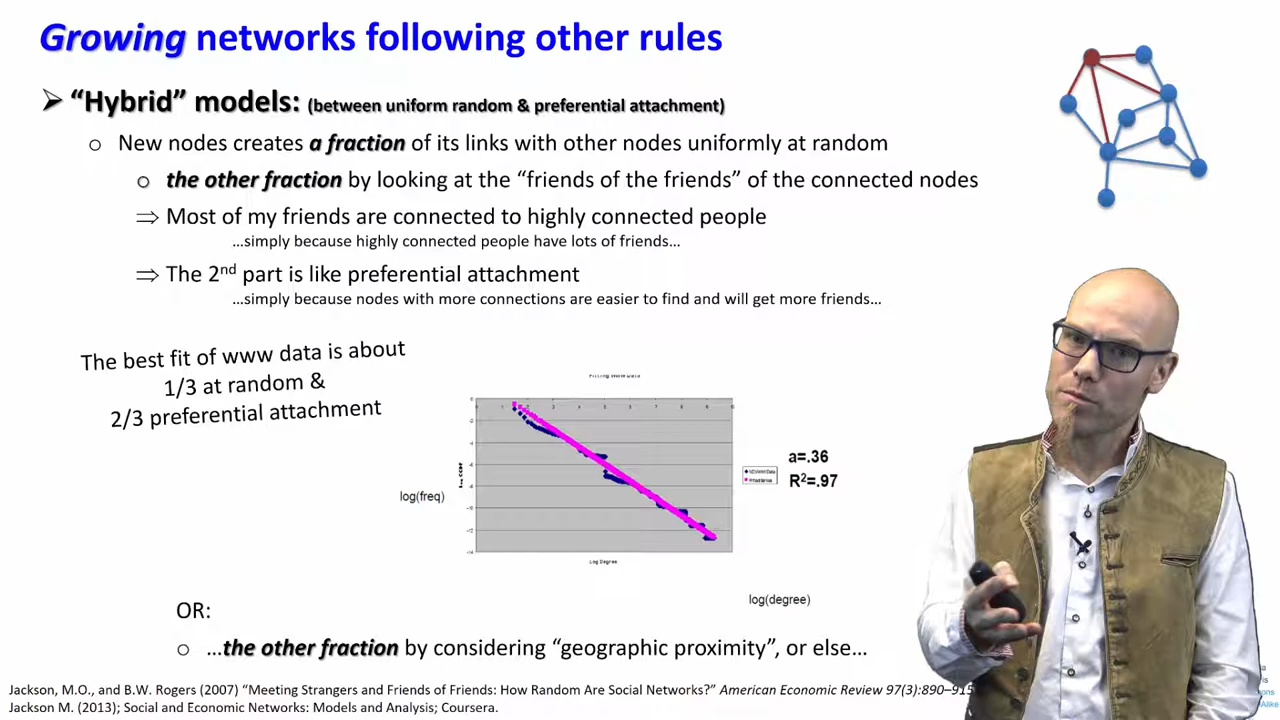 Growing networks following other rules
➢ "Hybrid" models: (between uniform random & preferential attachment)
o New nodes creates a fraction of its links with other nodes uniformly at random
o the other fraction by looking at the "friends of the friends" of the connected nodes
⇒ Most of my friends are connected to highly connected people
…simply because highly connected people have lots of friends…
⇒ The 2nd part is like preferential attachment
…simply because nodes with more connections are easier to find and will get more friends…
The best fit of www data is about
1/3 at random &
2/3 preferential attachment
a=.36
R²=.97
log(freq)
Log Degree
log(degree)
OR:
o …the other fraction by considering "geographic proximity", or else…
Jackson, M.O., and B.W. Rogers (2007) "Meeting Strangers and Friends of Friends: How Random Are Social Networks?" American Economic Review 97(3):890–915
Jackson M. (2013); Social and Economic Networks: Models and Analysis; Coursera.